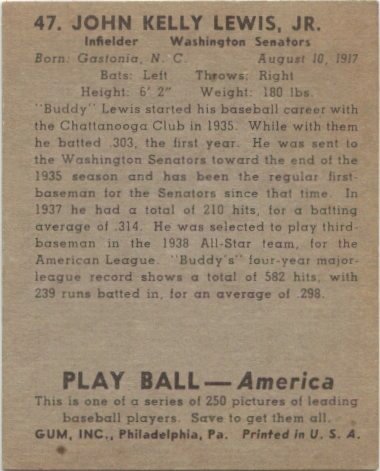 47. JOHN KELLY LEWIS, JR.
Infielder Washington Senators
Born: Gastonia, N. C. August 10, 1917
Bats: Left Throws: Right
Height: 6' 2" Weight: 180 lbs.
"Buddy" Lewis started his baseball career with
the Chattanooga Club in 1935. While with them
he batted .303, the first year. He was sent to
the Washington Senators toward the end of the
1935 season and has been the regular first-
baseman for the Senators since that time. In
1937 he had a total of 210 hits, for a batting
average of .314. He was selected to play third-
baseman in the 1938 All-Star team, for the
American League. "Buddy's" four-year major-
league record shows a total of 582 hits, with
239 runs batted in, for an average of .298.
PLAY BALL — America
This is one of a series of 250 pictures of leading
baseball players. Save to get them all.
GUM, INC., Philadelphia, Pa. Printed in U. S. A.